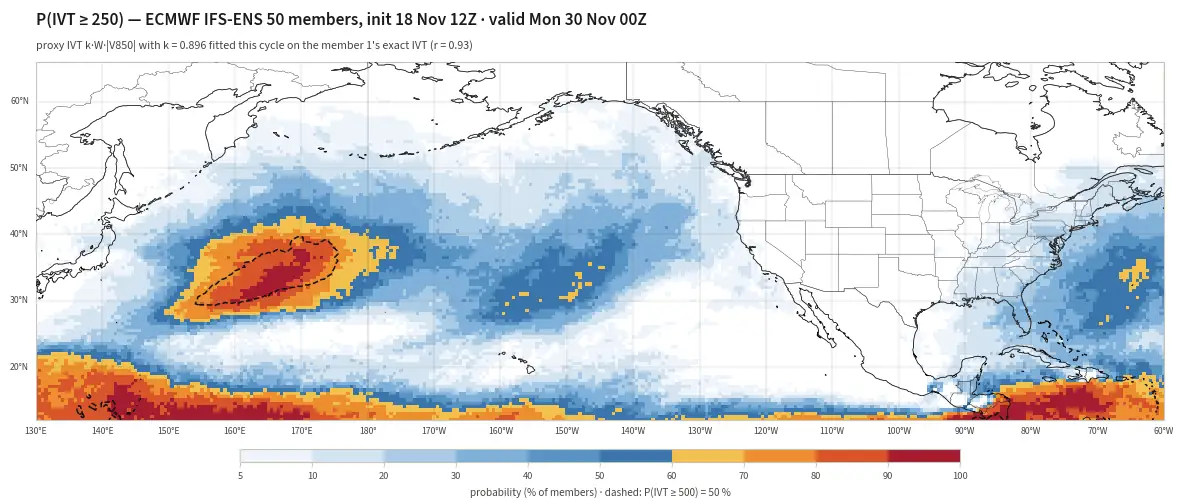 P(IVT ≥ 250) — ECMWF IFS-ENS 50 members, init 18 Nov 12Z · valid Mon 30 Nov 00Z
proxy IVT k·W·|V850| with k = 0.896 fitted this cycle on the member 1's exact IVT (r = 0.93)
60°N
50°N
40°N
30°N
20°N
130°E 140°E 150°E 160°E 170°E 180° 170°W 160°W 150°W 140°W 130°W 120°W 110°W 100°W 90°W 80°W 70°W 60°W
5 10 20 30 40 50 60 70 80 90 100
probability (% of members) · dashed: P(IVT ≥ 500) = 50 %